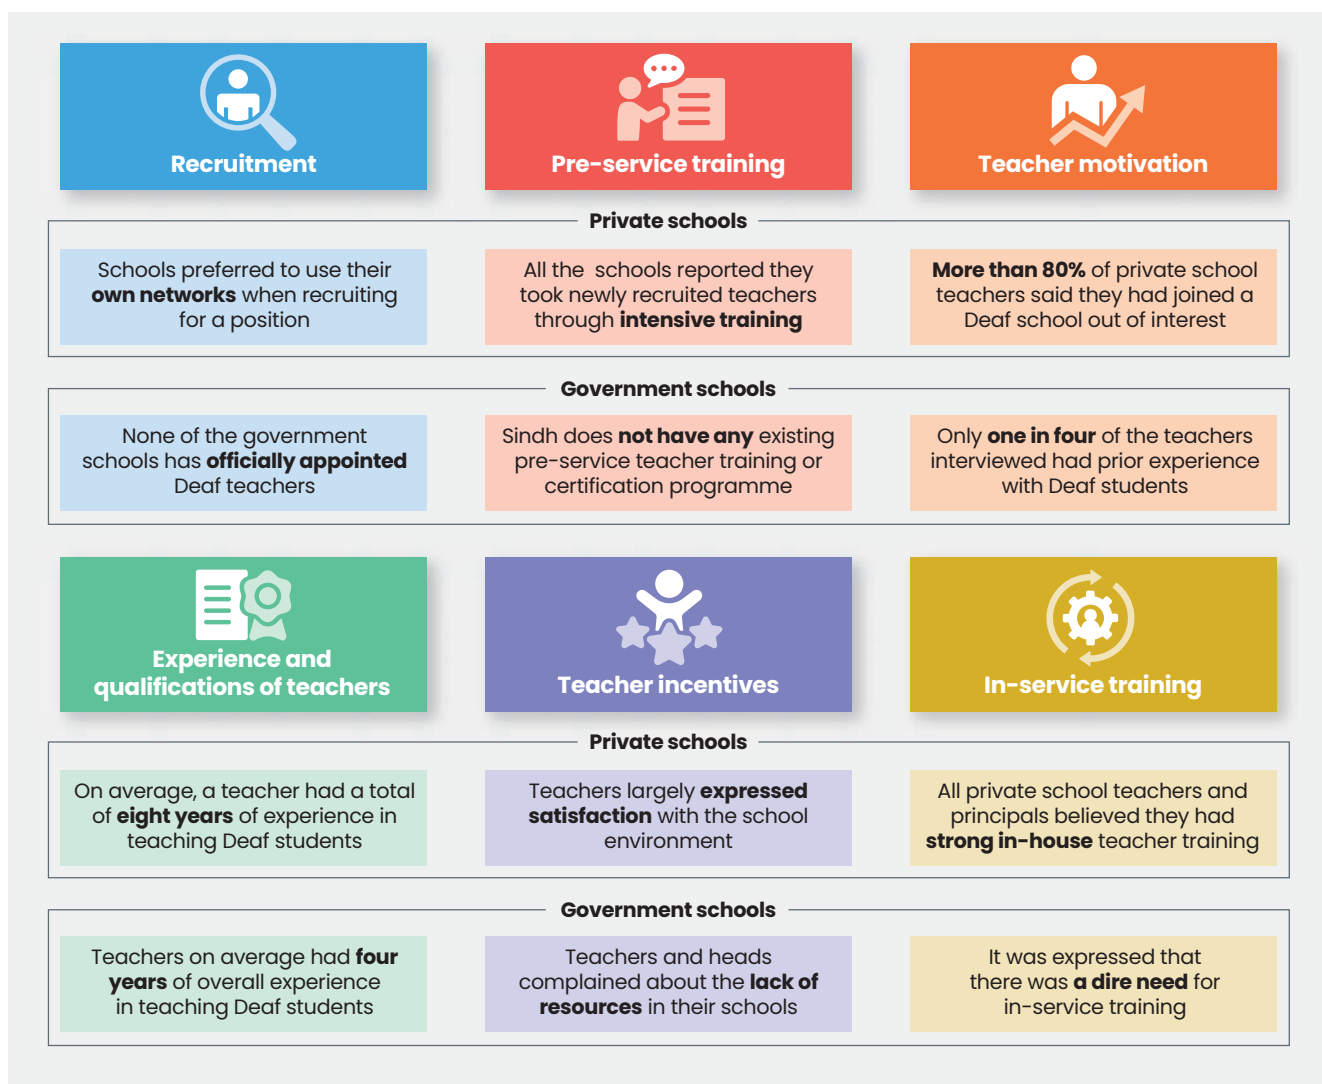 Recruitment
Pre-service training
Teacher motivation
Private schools
Schools preferred to use their
own networks when recruiting
for a position
All the schools reported they
took newly recruited teachers
through intensive training
More than 80% of private school
teachers said they had joined a
Deaf school out of interest
Government schools
None of the government
schools has officially appointed
Deaf teachers
Sindh does not have any existing
pre-service teacher training or
certification programme
Only one in four of the teachers
interviewed had prior experience
with Deaf students
Experience and
qualifications of teachers
Teacher incentives
In-service training
Private schools
On average, a teacher had a total
of eight years of experience in
teaching Deaf students
Teachers largely expressed
satisfaction with the school
environment
All private school teachers and
principals believed they had
strong in-house teacher training
Government schools
Teachers on average had four
years of overall experience
in teaching Deaf students
Teachers and heads
complained about the lack of
resources in their schools
It was expressed that
there was a dire need for
in-service training